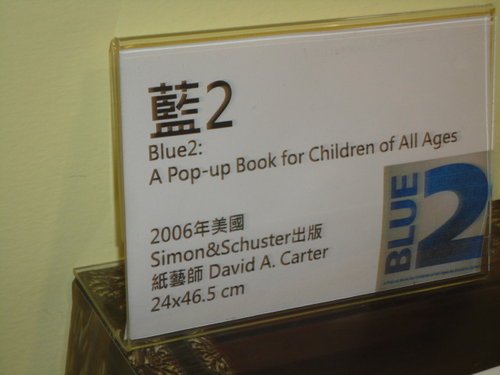 藍2
Blue2:
A Pop-up Book for Children of All Ages
2006年美國
Simon&Schuster出版
紙藝師 David A. Carter
24x46.5 cm
BLUE
2